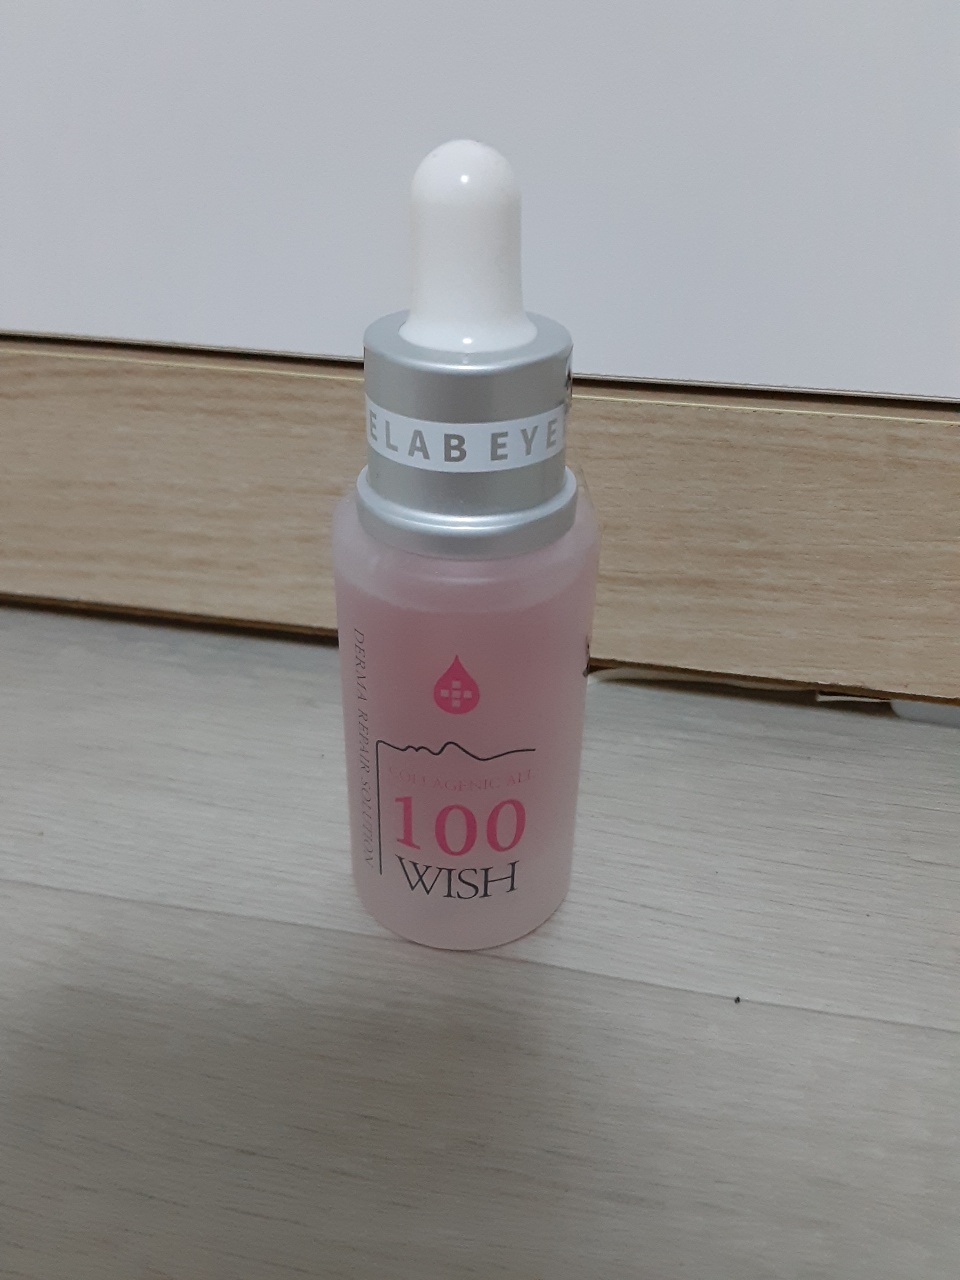 ELAB EYE
DERMA REPAIR SOLUTION
COLLAGENIC ALL
100
WISH